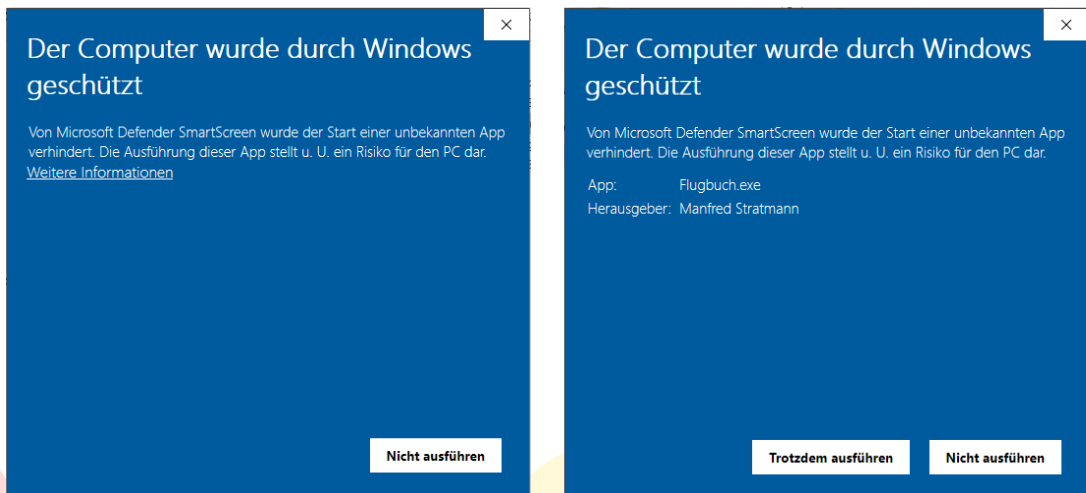 Der Computer wurde durch Windows
geschützt
Von Microsoft Defender SmartScreen wurde der Start einer unbekannten App
verhindert. Die Ausführung dieser App stellt u. U. ein Risiko für den PC dar.
Weitere Informationen
Nicht ausführen
Der Computer wurde durch Windows
geschützt
Von Microsoft Defender SmartScreen wurde der Start einer unbekannten App
verhindert. Die Ausführung dieser App stellt u. U. ein Risiko für den PC dar.
App: Flugbuch.exe
Herausgeber: Manfred Stratmann
Trotzdem ausführen Nicht ausführen